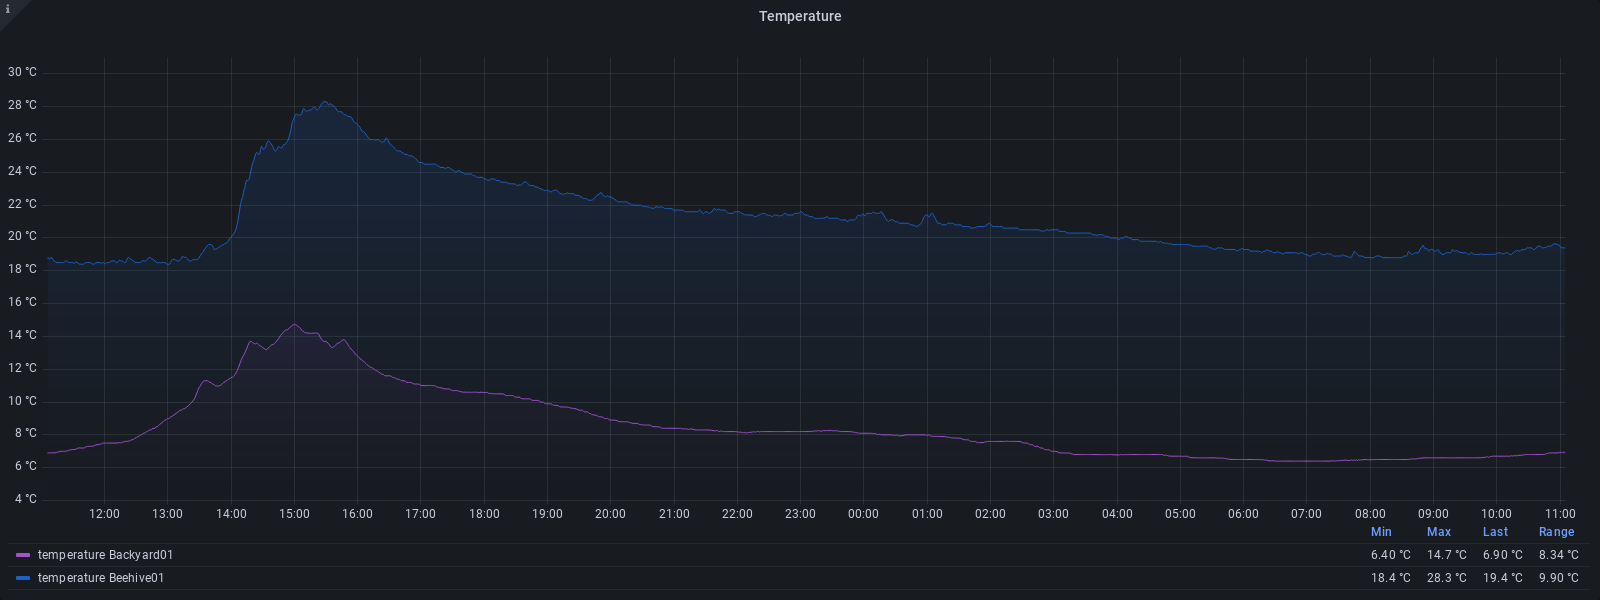 i
Temperature
30 °C
28 °C
26 °C
24 °C
22 °C
20 °C
18 °C
16 °C
14 °C
12 °C
10 °C
8 °C
6 °C
4 °C
12:00 13:00 14:00 15:00 16:00 17:00 18:00 19:00 20:00 21:00 22:00 23:00 00:00 01:00 02:00 03:00 04:00 05:00 06:00 07:00 08:00 09:00 10:00 11:00
Min Max Last Range
temperature Backyard01 6.40 °C 14.7 °C 6.90 °C 8.34 °C
temperature Beehive01 18.4 °C 28.3 °C 19.4 °C 9.90 °C